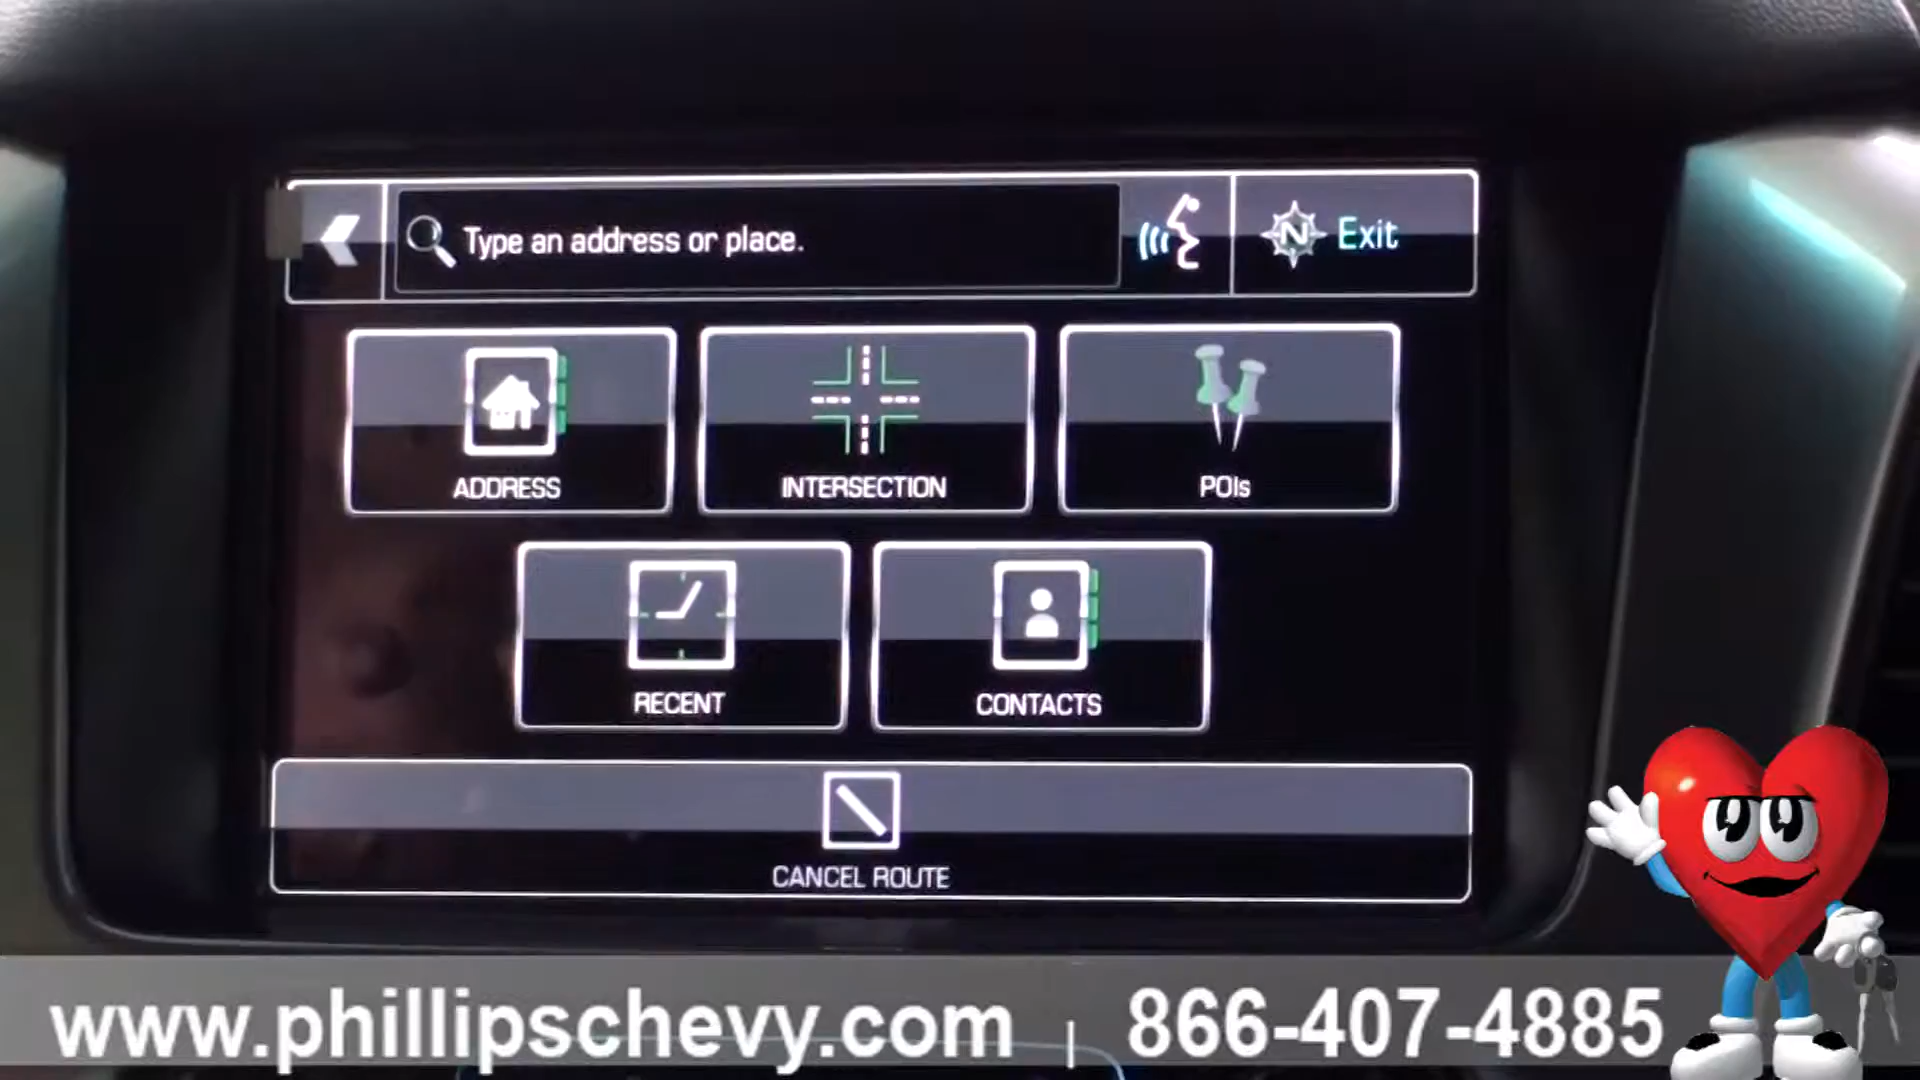 Type an address or place.
N Exit
ADDRESS
INTERSECTION
POIs
RECENT
CONTACTS
CANCEL ROUTE
www.phillipschevy.com | 866-407-4885